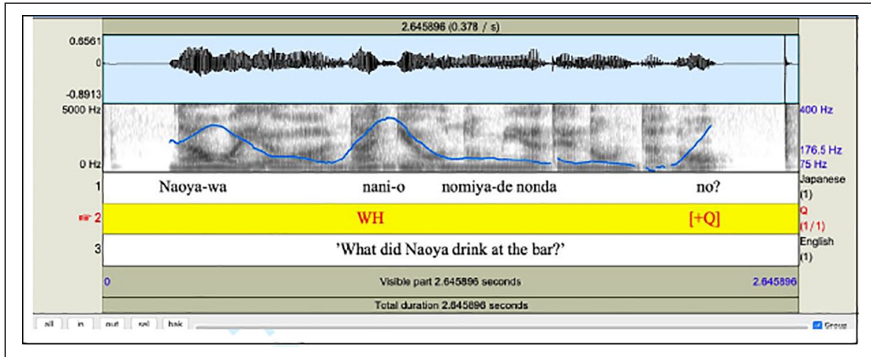 2.645896 (0.378 / s)
0.6561
0
-0.8913
5000 Hz
400 Hz
176.5 Hz
0 Hz
75 Hz
1 Naoya-wa nani-o nomiya-de nonda no? Japanese
(1)
2 WH [+Q] Q
(1/1)
3 'What did Naoya drink at the bar?' English
(1)
0 Visible part 2.645896 seconds 2.645896
Total duration 2.645896 seconds
all in out sel bak Group